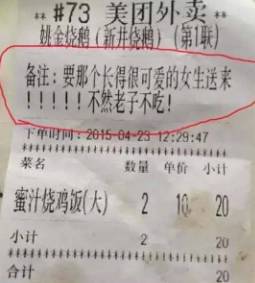 ** #73 美团外卖 **
姚金烧鹅(新井烧鹅)(第1联)
备注:要那个长得很可爱的女生送来
!!!!!不然老子不吃!
下单时间:2015-04-23 12:29:47
菜名 数量 单价 小计
蜜汁烧鸡饭(大) 2 10 20
小计 2 20
合计 20